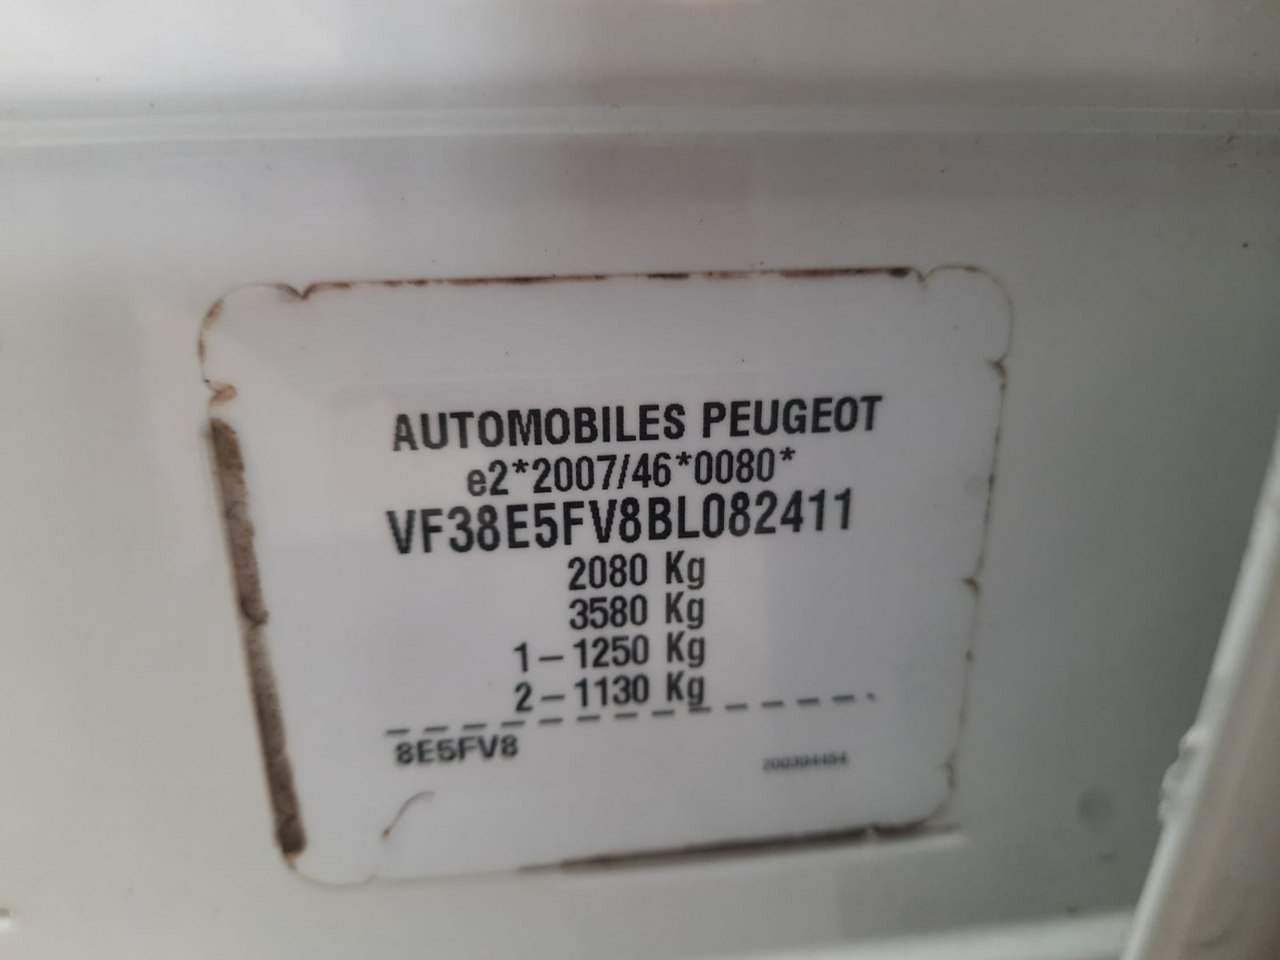 AUTOMOBILES PEUGEOT
e2*2007/46*0080*
VF38E5FV8BL082411
2080 Kg
3580 Kg
1–1250 Kg
2–1130 Kg
8E5FV8